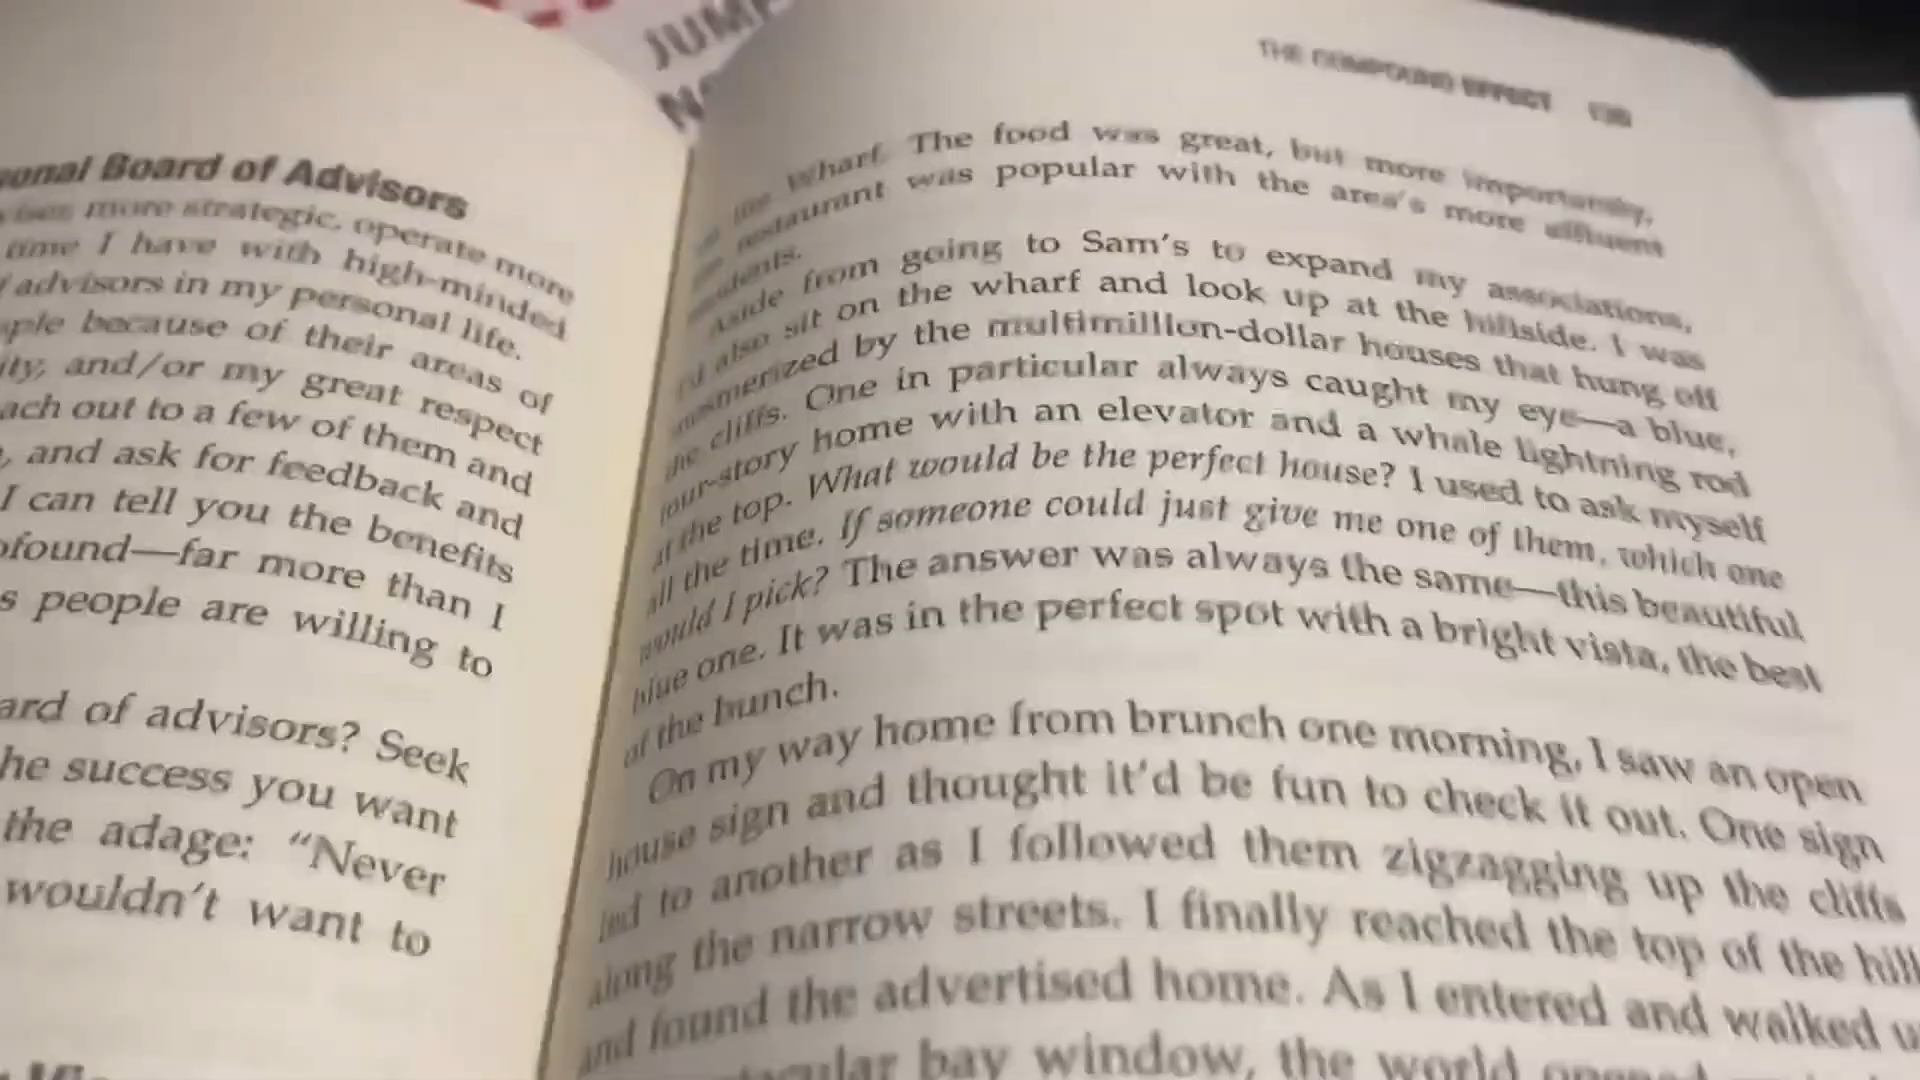 JUMP
Board of Advisors
more strategic, operate more
time I have with high-minded
advisors in my personal life.
because of their areas of
and/or my great respect
out to a few of them and
and ask for feedback and
I can tell you the benefits
far more than I
people are willing to
of advisors? Seek
success you want
the adage: “Never
wouldn’t want to
THE COMPOUND EFFECT
Wharf. The food was great, but more importantly,
restaurant was popular with the area’s more affluent
Aside from going to Sam’s to expand my associations,
also sit on the wharf and look up at the hillside. I was
mesmerized by the multimillion-dollar houses that hung off
the cliffs. One in particular always caught my eye—a blue,
four-story home with an elevator and a whale lightning rod
at the top. What would be the perfect house? I used to ask myself
all the time. If someone could just give me one of them, which one
would I pick? The answer was always the same—this beautiful
blue one. It was in the perfect spot with a bright vista, the best
of the bunch.
On my way home from brunch one morning, I saw an open
house sign and thought it’d be fun to check it out. One sign
led to another as I followed them zigzagging up the cliffs
along the narrow streets. I finally reached the top of the hill
and found the advertised home. As I entered and walked
bay window, the world opened